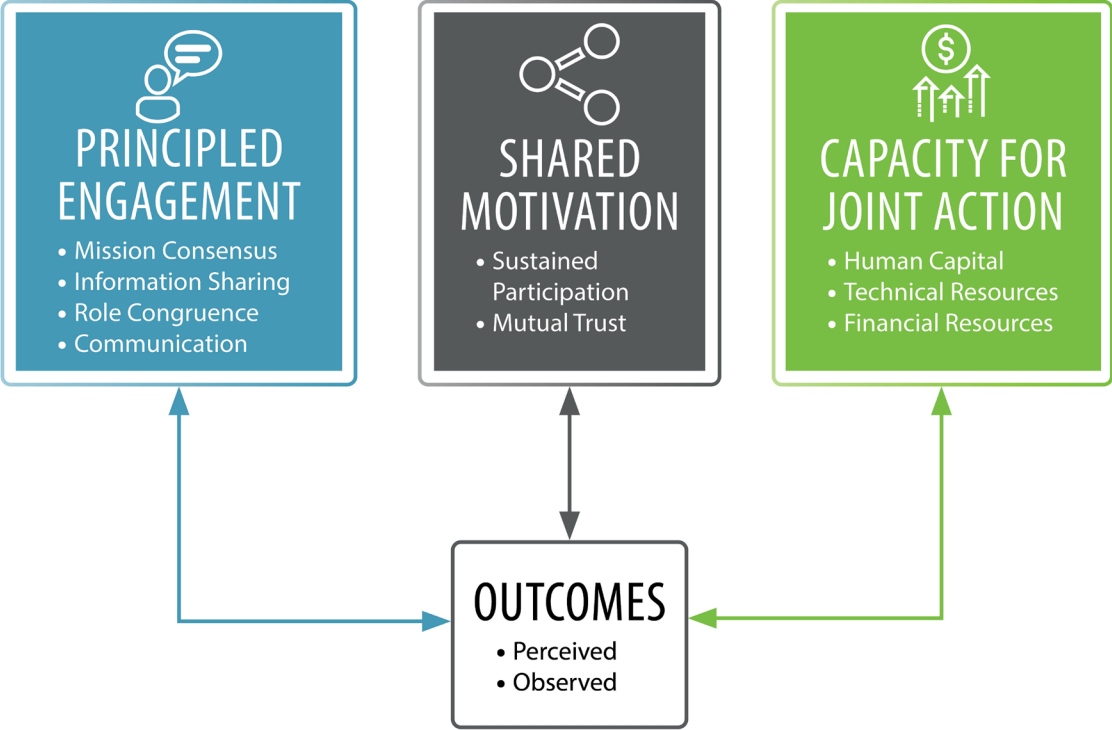 PRINCIPLED
ENGAGEMENT
• Mission Consensus
• Information Sharing
• Role Congruence
• Communication
SHARED
MOTIVATION
• Sustained
Participation
• Mutual Trust
$
CAPACITY FOR
JOINT ACTION
• Human Capital
• Technical Resources
• Financial Resources
OUTCOMES
• Perceived
• Observed